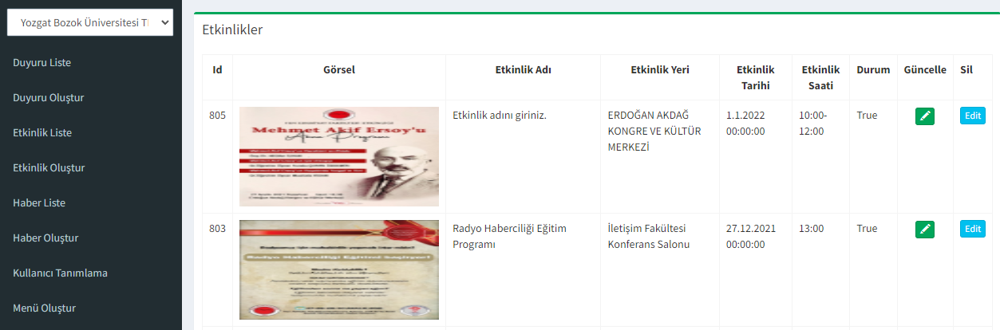 Yozgat Bozok Üniversitesi
Duyuru Liste
Duyuru Oluştur
Etkinlik Liste
Etkinlik Oluştur
Haber Liste
Haber Oluştur
Kullanıcı Tanımlama
Menü Oluştur
Etkinlikler
Id
Görsel
Etkinlik Adı
Etkinlik Yeri
Etkinlik
Tarihi
Etkinlik
Saati
Durum
Güncelle
Sil
805
Mehmet Akif Ersoy'u
Anma Programı
Etkinlik adını giriniz.
ERDOĞAN AKDAĞ
KONGRE VE KÜLTÜR
MERKEZİ
1.1.2022
00:00:00
10:00-
12:00
True
Edit
803
Radyo Haberciliği Eğitimi
Radyo Haberciliği Eğitim
Programı
İletişim Fakültesi
Konferans Salonu
27.12.2021
00:00:00
13:00
True
Edit